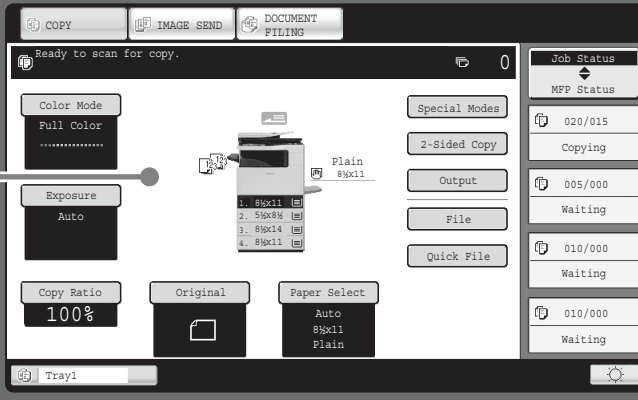 COPY
IMAGE SEND
DOCUMENT
FILING
Ready to scan for copy.
0
Job Status
MFP Status
Color Mode
Full Color
Special Modes
2-Sided Copy
Output
File
Quick File
Exposure
Auto
Plain
8½x11
1. 8½x11
2. 5½x8½
3. 8½x14
4. 8½x11
020/015
Copying
005/000
Waiting
010/000
Waiting
010/000
Waiting
Copy Ratio
100%
Original
Paper Select
Auto
8½x11
Plain
Tray1